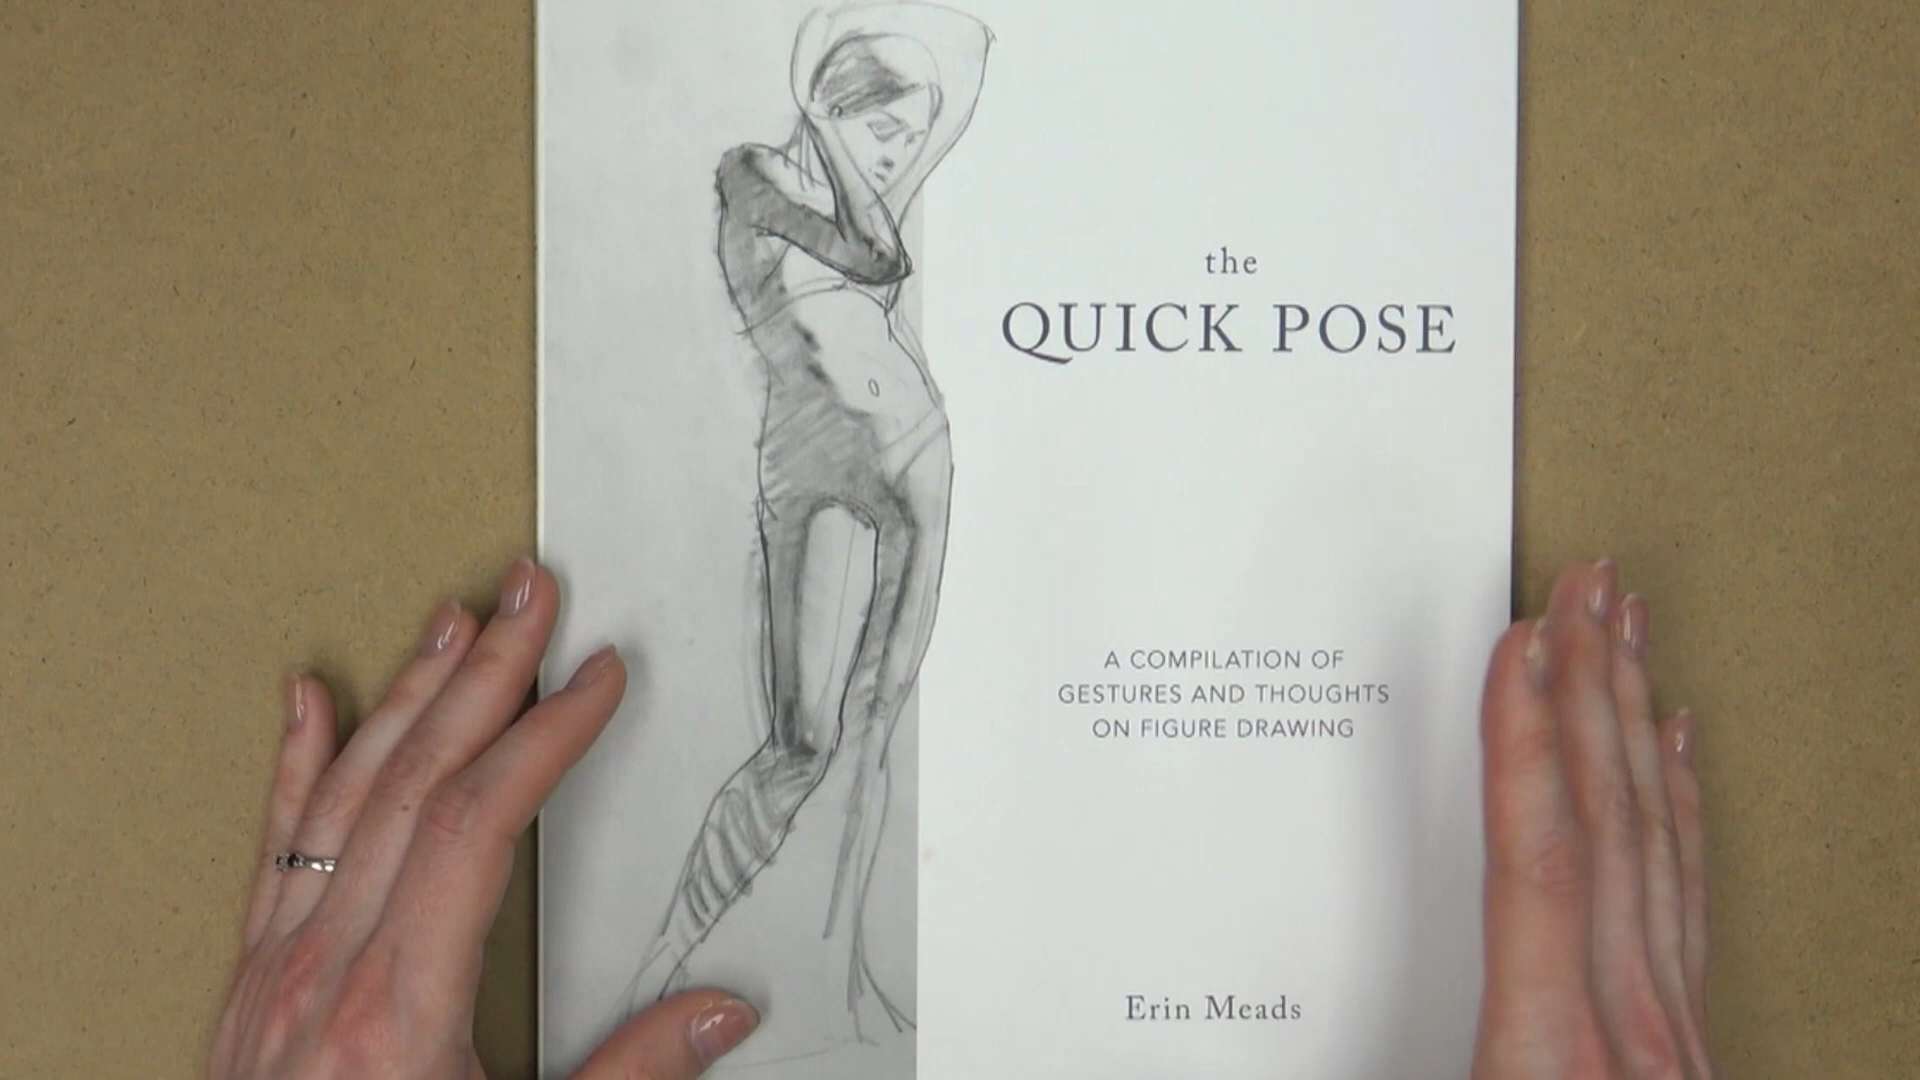 the
QUICK POSE
A COMPILATION OF
GESTURES AND THOUGHTS
ON FIGURE DRAWING
Erin Meads